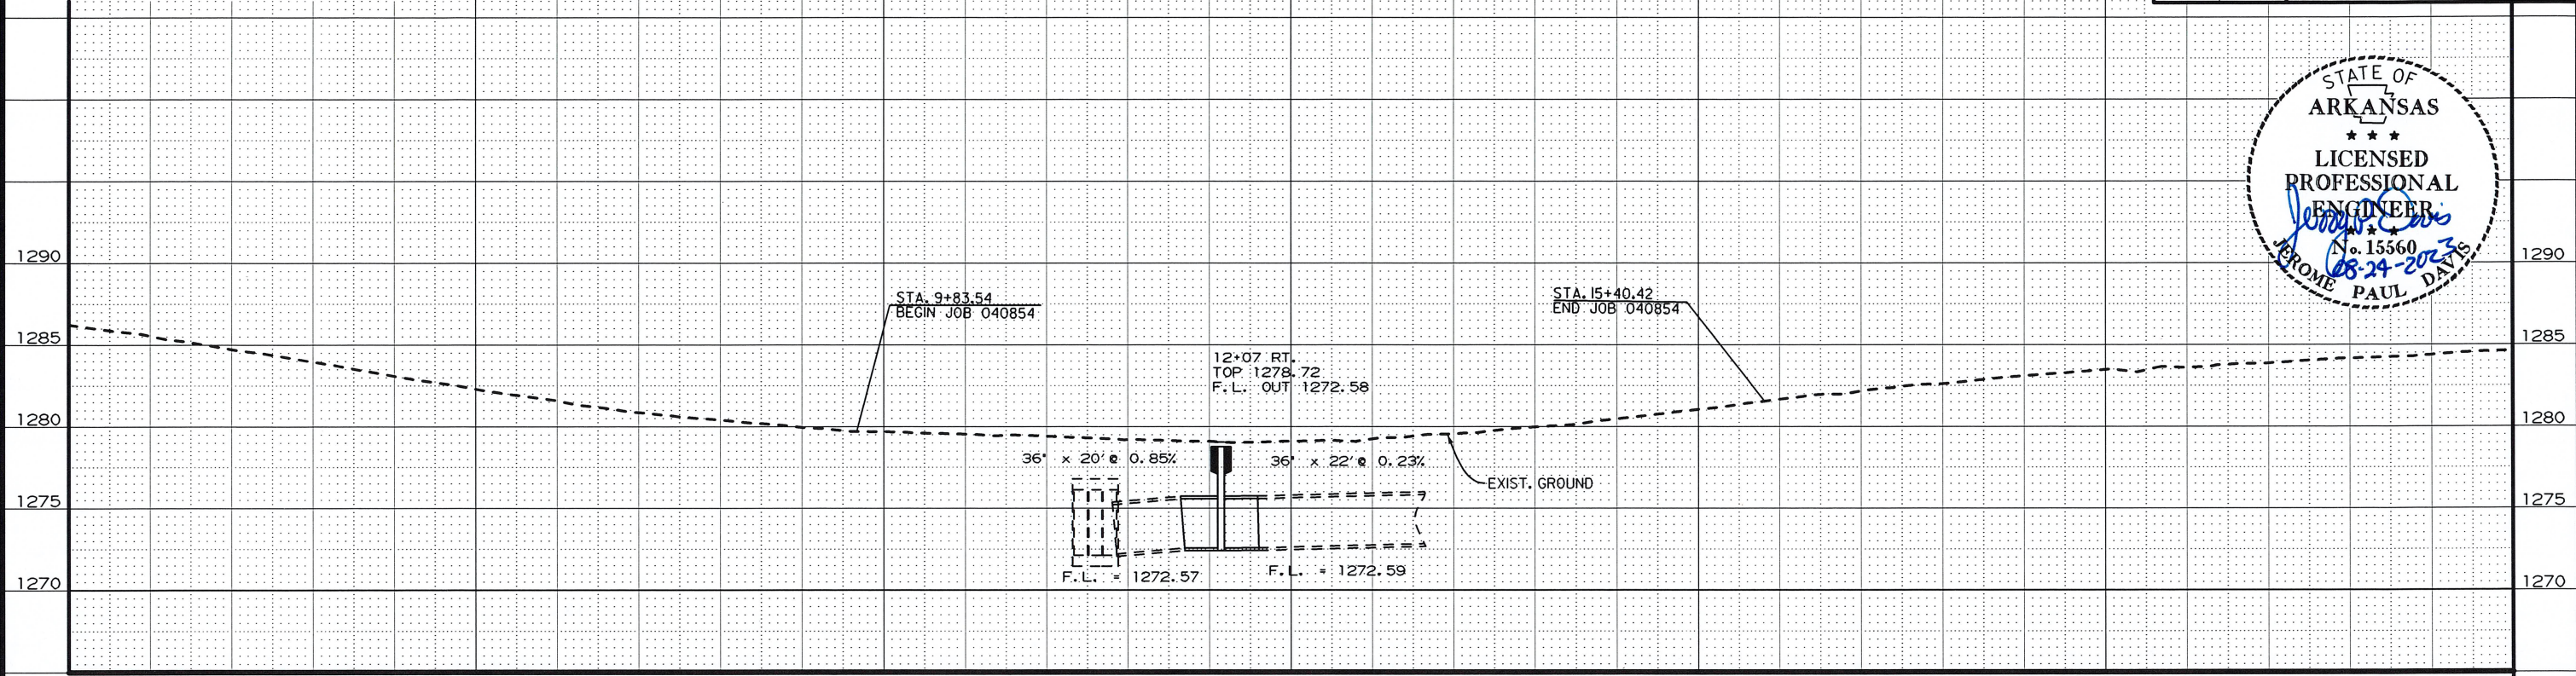 STATE OF
ARKANSAS
LICENSED
PROFESSIONAL
ENGINEER
No. 15560
08-24-2023
JEROME PAUL DAVIS
1290
1290
STA. 9+83.54
BEGIN JOB 040854
STA. 15+40.42
END JOB 040854
1285
1285
12+07 RT.
TOP 1278.72
F.L. OUT 1272.58
1280
1280
36" x 20' @ 0.85%
36" x 22' @ 0.23%
EXIST. GROUND
1275
1275
F.L. = 1272.57
F.L. = 1272.59
1270
1270